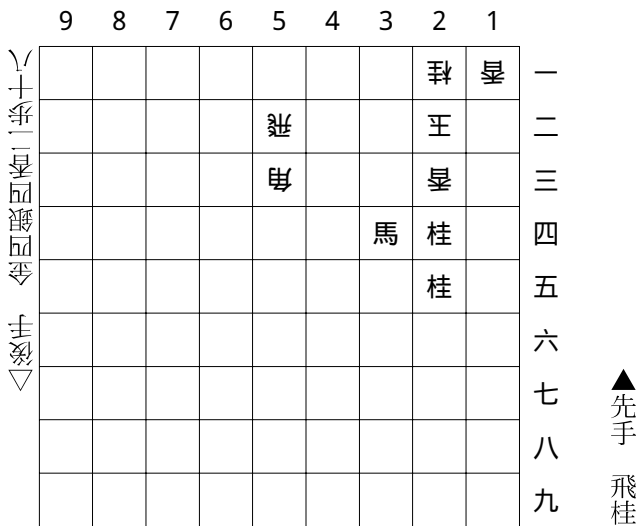 9 8 7 6 5 4 3 2 1
桂 香 一
飛 王 二
角 香 三
馬 桂 四
桂 五
六
七
八
九
△後手 金四銀四香二歩十八
▲先手 飛桂